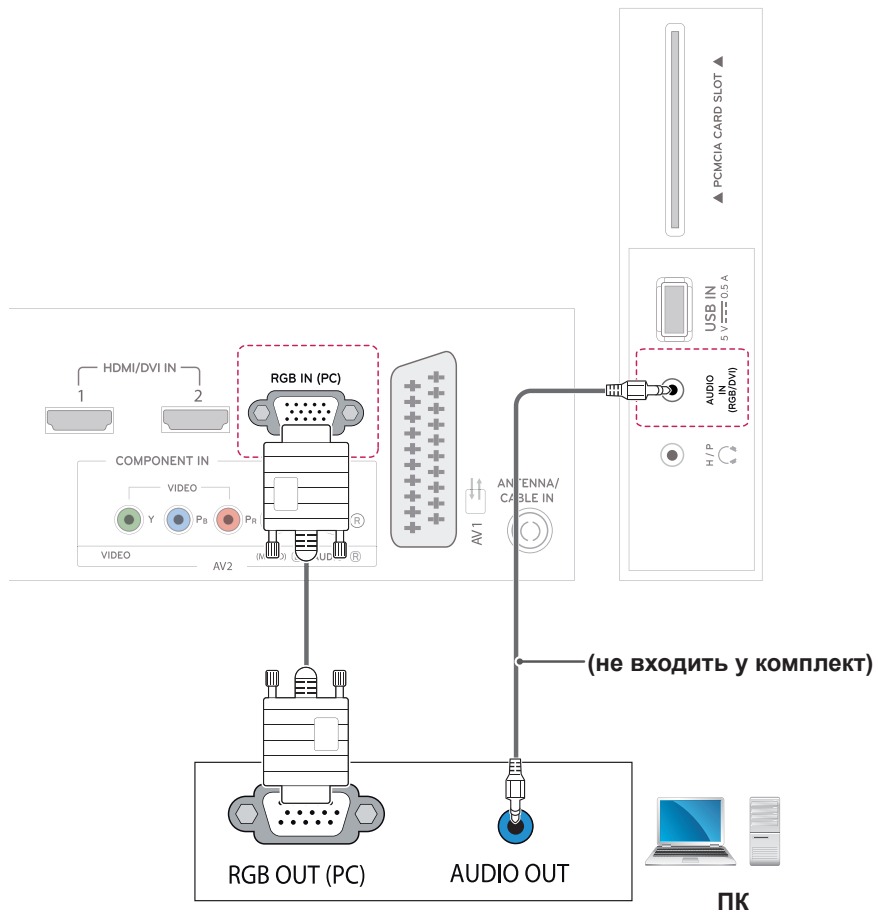 ▲ PCMCIA CARD SLOT ▲
USB IN
5 V 0.5 A
AUDIO
IN
(RGB/DVI)
H / P
HDMI/DVI IN
1
2
RGB IN (PC)
COMPONENT IN
VIDEO
Y
PB
PR
R
VIDEO
R
AV2
AV1
ANTENNA/
CABLE IN
(не входить у комплект)
RGB OUT (PC)
AUDIO OUT
ПК